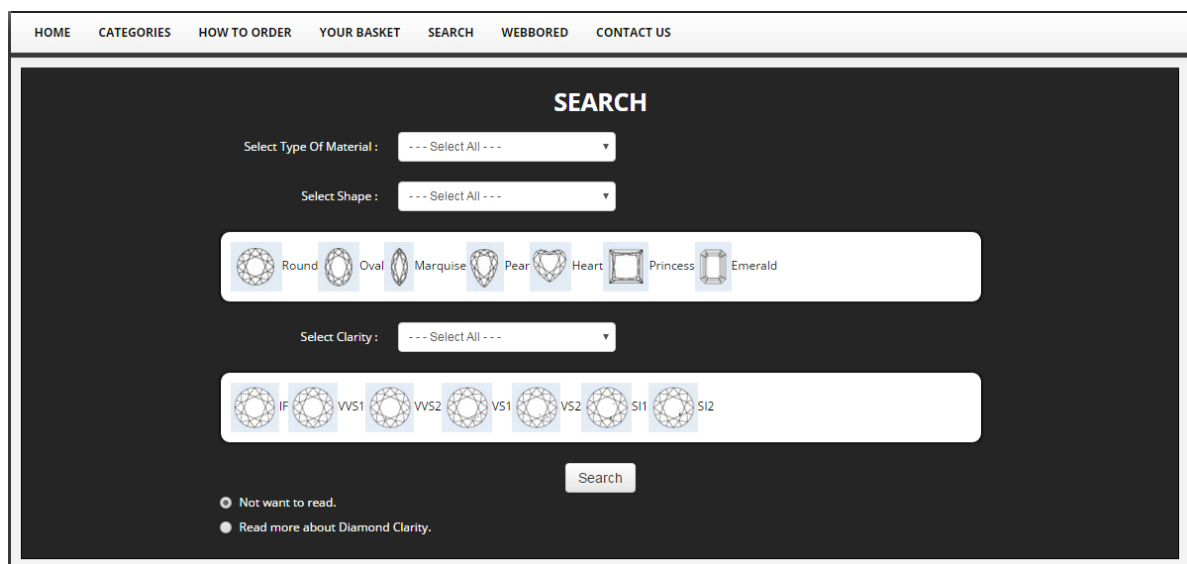 HOME CATEGORIES HOW TO ORDER YOUR BASKET SEARCH WEBBORED CONTACT US
SEARCH
Select Type Of Material : - - - Select All - - -
Select Shape : - - - Select All - - -
Round Oval Marquise Pear Heart Princess Emerald
Select Clarity : - - - Select All - - -
IF VVS1 VVS2 VS1 VS2 SI1 SI2
Search
Not want to read.
Read more about Diamond Clarity.